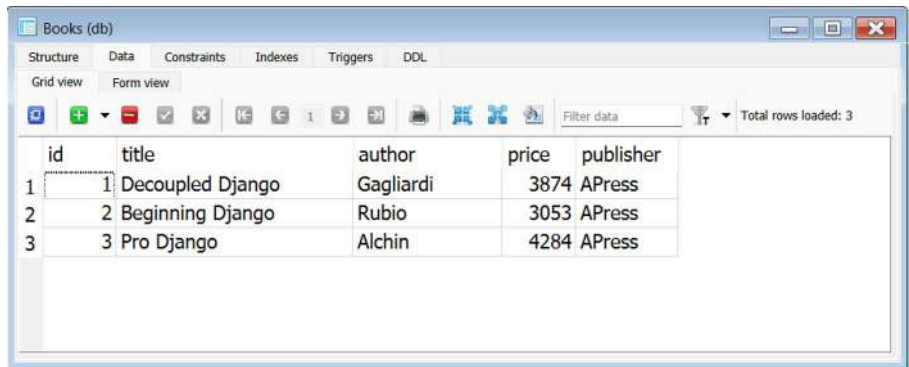 Books (db)
Structure Data Constraints Indexes Triggers DDL
Grid view Form view
1 Filter data Total rows loaded: 3
id title author price publisher
1 1 Decoupled Django Gagliardi 3874 APress
2 2 Beginning Django Rubio 3053 APress
3 3 Pro Django Alchin 4284 APress